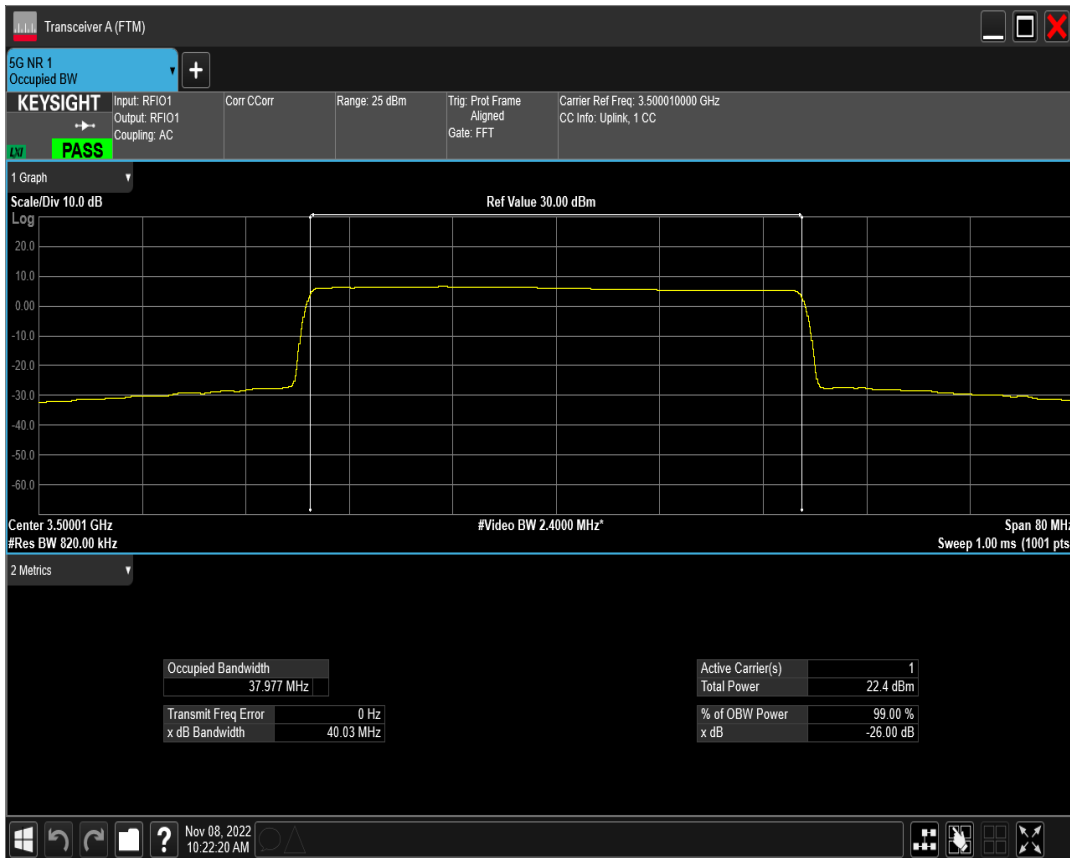 Transceiver A (FTM)
5G NR 1
Occupied BW
+
KEYSIGHT
LXI
PASS
Input: RFIO1
Output: RFIO1
Coupling: AC
Corr CCorr
Range: 25 dBm
Trig: Prot Frame
Aligned
Gate: FFT
Carrier Ref Freq: 3.500010000 GHz
CC Info: Uplink, 1 CC
1 Graph
Scale/Div 10.0 dB
Ref Value 30.00 dBm
Log
20.0
10.0
0.00
-10.0
-20.0
-30.0
-40.0
-50.0
-60.0
Center 3.50001 GHz
#Video BW 2.4000 MHz*
Span 80 MHz
#Res BW 820.00 kHz
Sweep 1.00 ms (1001 pts
2 Metrics
Occupied Bandwidth
37.977 MHz
Transmit Freq Error 0 Hz
x dB Bandwidth 40.03 MHz
Active Carrier(s) 1
Total Power 22.4 dBm
% of OBW Power 99.00 %
x dB -26.00 dB
?
Nov 08, 2022
10:22:20 AM